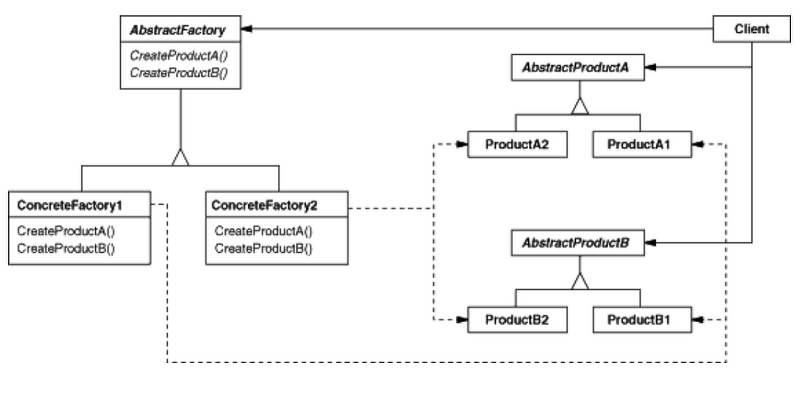 AbstractFactory
CreateProductA()
CreateProductB()
Client
AbstractProductA
ProductA2
ProductA1
ConcreteFactory1
CreateProductA()
CreateProductB()
ConcreteFactory2
CreateProductA()
CreateProductB()
AbstractProductB
ProductB2
ProductB1